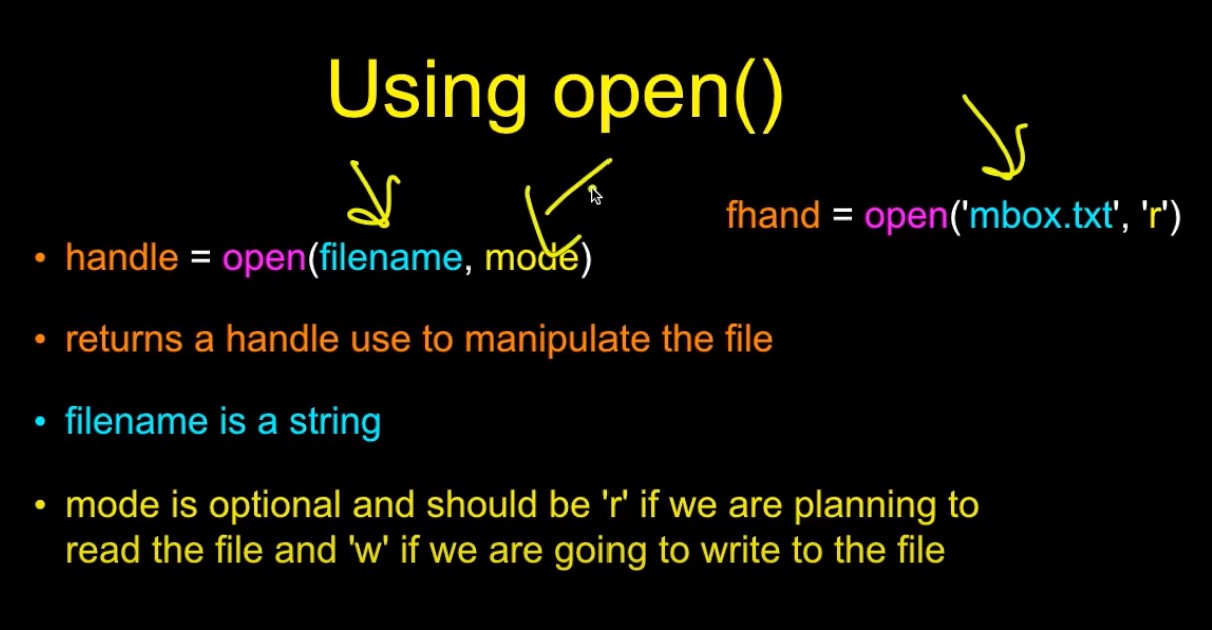 Using open()
fhand = open('mbox.txt', 'r')
• handle = open(filename, mode)
• returns a handle use to manipulate the file
• filename is a string
• mode is optional and should be 'r' if we are planning to
read the file and 'w' if we are going to write to the file